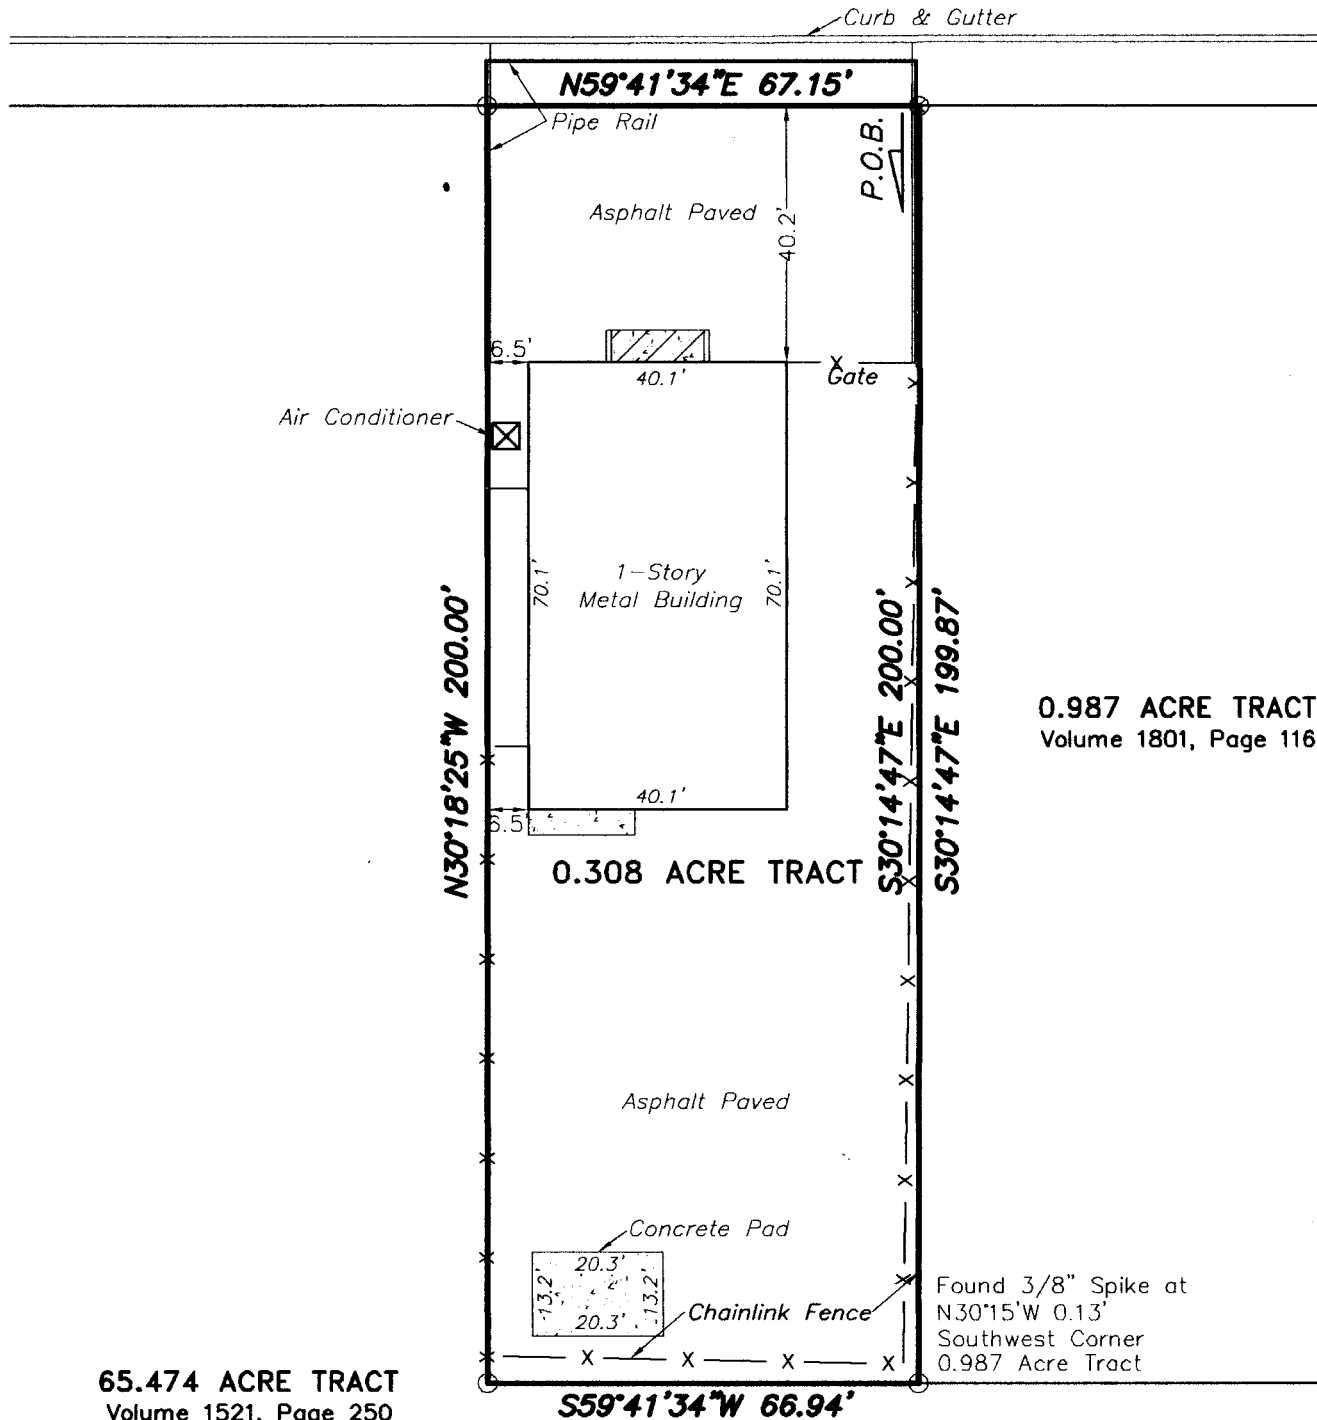 Curb & Gutter
N59°41'34"E 67.15'
Pipe Rail
P.O.B.
Asphalt Paved
40.2'
6.5'
40.1'
X
Gate
Air Conditioner
70.1'
1-Story
Metal Building
70.1'
N30°18'25"W 200.00'
S30°14'47"E 200.00'
S30°14'47"E 199.87'
0.987 ACRE TRACT
Volume 1801, Page 116
40.1'
6.5'
0.308 ACRE TRACT
Asphalt Paved
Concrete Pad
20.3'
13.2'
13.2'
20.3'
Chainlink Fence
Found 3/8" Spike at
N30°15'W 0.13'
Southwest Corner
0.987 Acre Tract
65.474 ACRE TRACT
Volume 1521, Page 250
S59°41'34"W 66.94'